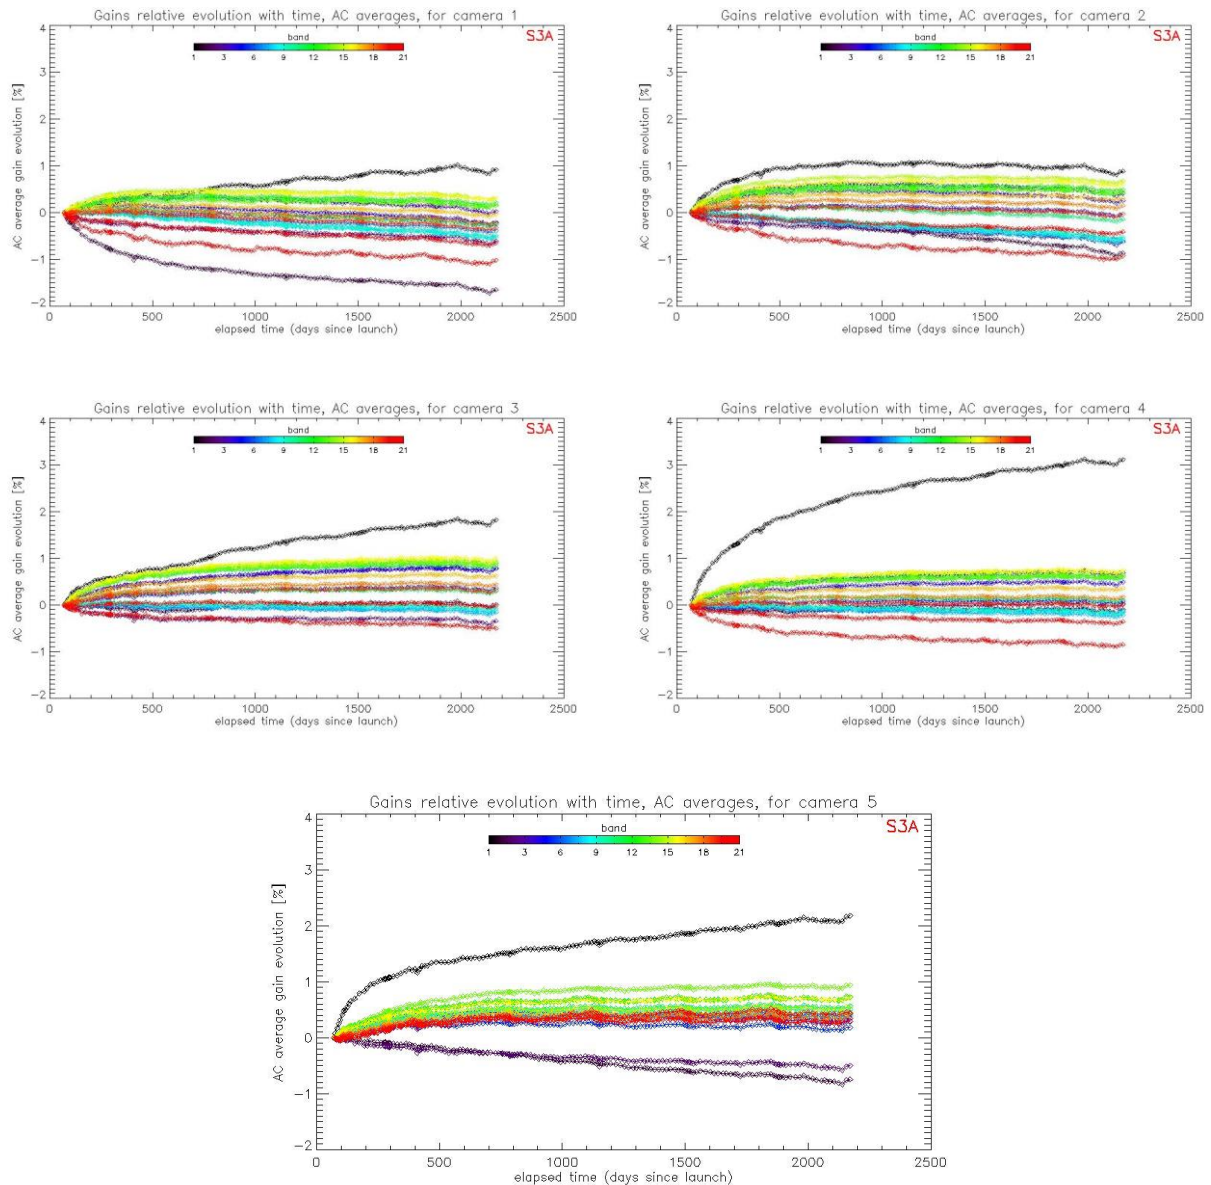 Gains relative evolution with time, AC averages, for camera 1
S3A
band
1 3 6 9 12 15 18 21
AC average gain evolution [%]
4
3
2
1
0
−1
−2
0 500 1000 1500 2000 2500
elapsed time (days since launch)
Gains relative evolution with time, AC averages, for camera 2
S3A
band
1 3 6 9 12 15 18 21
AC average gain evolution [%]
4
3
2
1
0
−1
−2
0 500 1000 1500 2000 2500
elapsed time (days since launch)
Gains relative evolution with time, AC averages, for camera 3
S3A
band
1 3 6 9 12 15 18 21
AC average gain evolution [%]
4
3
2
1
0
−1
−2
0 500 1000 1500 2000 2500
elapsed time (days since launch)
Gains relative evolution with time, AC averages, for camera 4
S3A
band
1 3 6 9 12 15 18 21
AC average gain evolution [%]
4
3
2
1
0
−1
−2
0 500 1000 1500 2000 2500
elapsed time (days since launch)
Gains relative evolution with time, AC averages, for camera 5
S3A
band
1 3 6 9 12 15 18 21
AC average gain evolution [%]
4
3
2
1
0
−1
−2
0 500 1000 1500 2000 2500
elapsed time (days since launch)